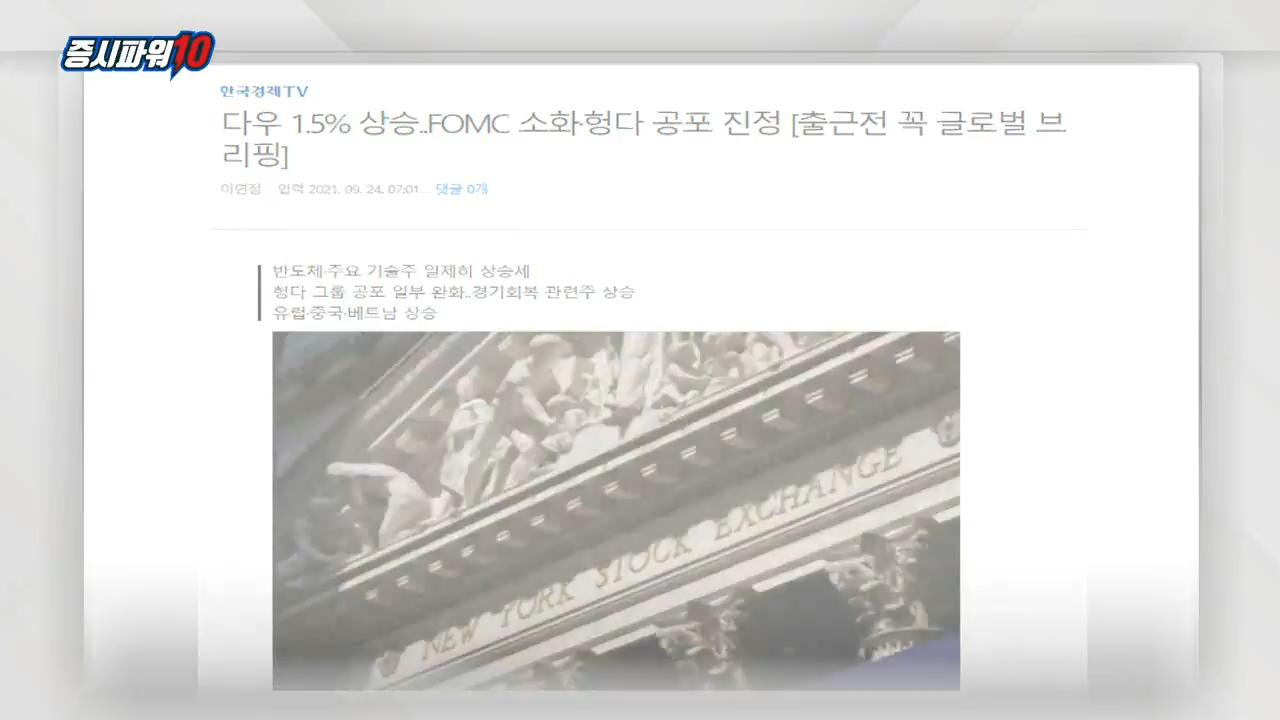 증시파워10
한국경제TV
다우 1.5% 상승..FOMC 소화·헝다 공포 진정 [출근전 꼭 글로벌 브
리핑]
이연정 입력 2021. 09. 24. 07:01 댓글 0개
반도체·주요 기술주 일제히 상승세
헝다 그룹 공포 일부 완화..경기회복 관련주 상승
유럽·중국·베트남 상승
NEW YORK STOCK EXCHANGE